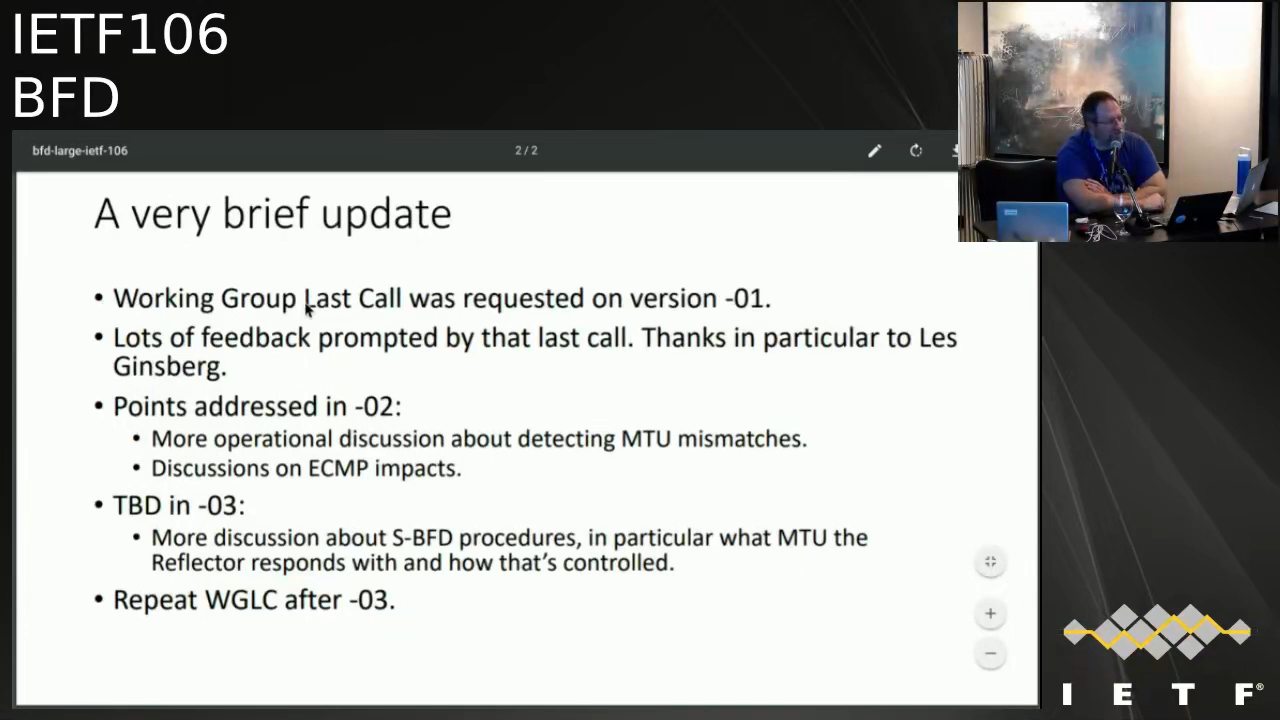 IETF106
BFD
bfd-large-ietf-106
2 / 2
A very brief update
• Working Group Last Call was requested on version -01.
• Lots of feedback prompted by that last call. Thanks in particular to Les
Ginsberg.
• Points addressed in -02:
• More operational discussion about detecting MTU mismatches.
• Discussions on ECMP impacts.
• TBD in -03:
• More discussion about S-BFD procedures, in particular what MTU the
Reflector responds with and how that’s controlled.
• Repeat WGLC after -03.
I E T F®